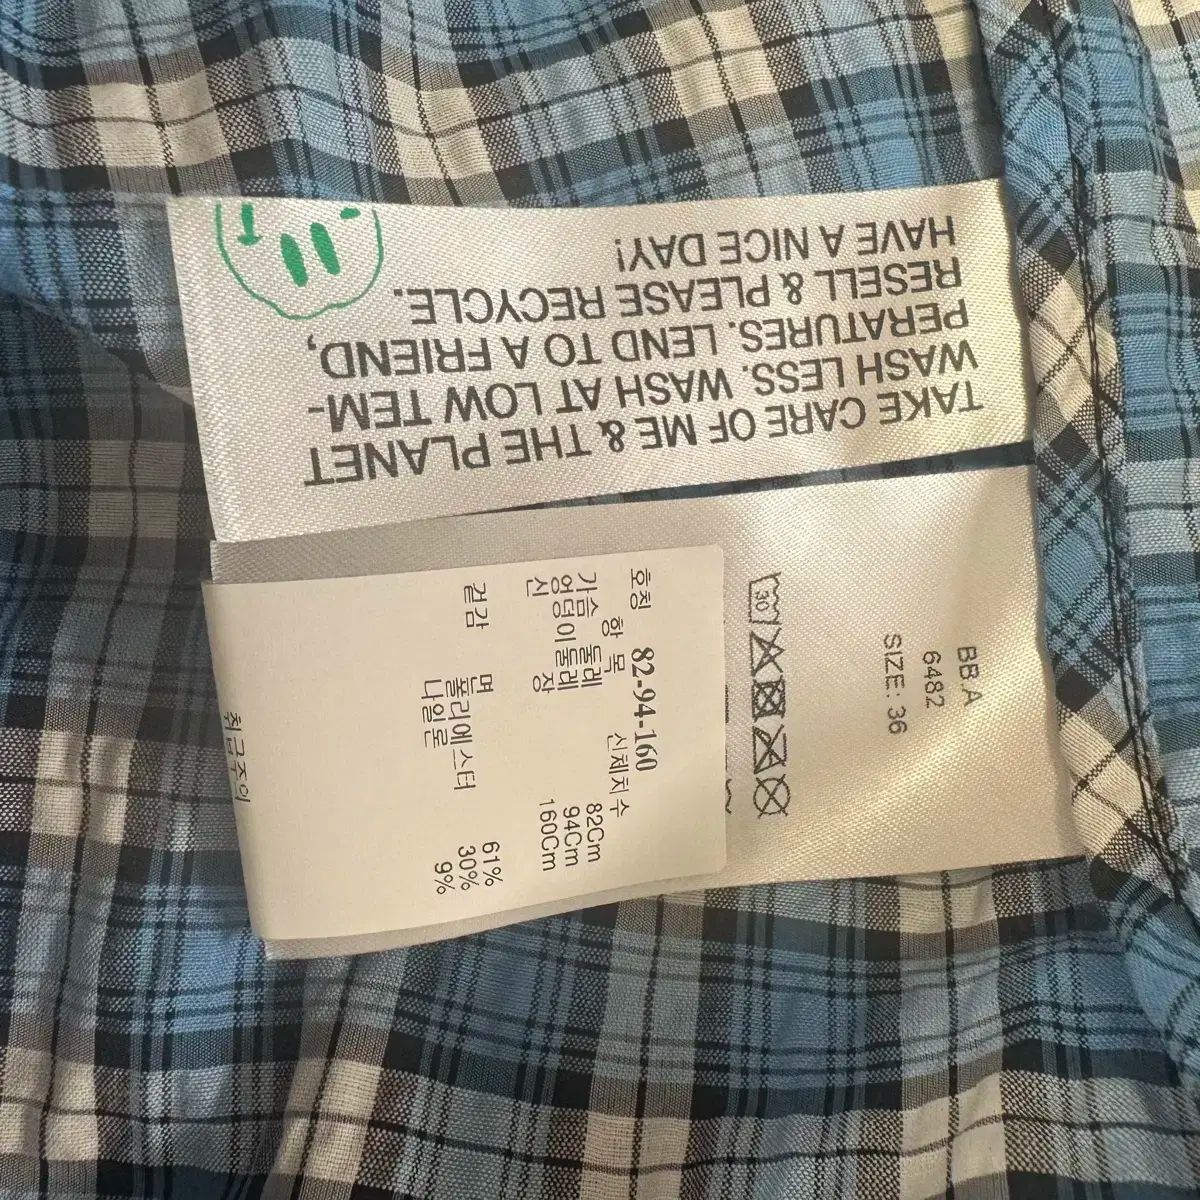 TAKE CARE OF ME & THE PLANET
WASH LESS. WASH AT LOW TEM-
PERATURES. LEND TO A FRIEND,
RESELL & PLEASE RECYCLE.
HAVE A NICE DAY!
BB.A
6482
SIZE: 36
30
호칭 82-94-160
항 목 신체치수
가슴 둘레 82Cm
엉덩이둘레 94Cm
신 장 160Cm
겉감 면 61%
폴리에스터 30%
나일론 9%
취급주의